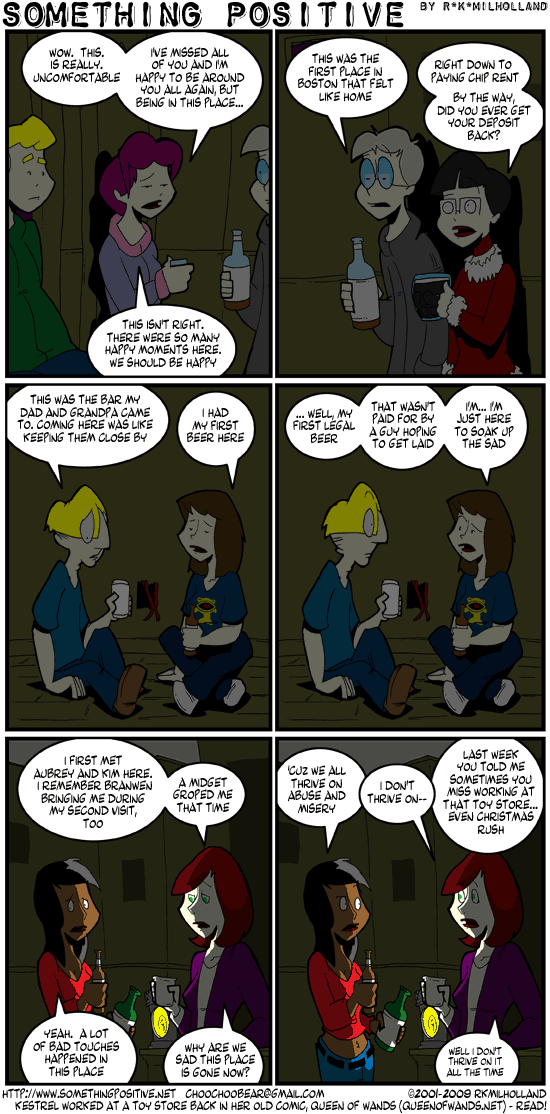 SOMETHING POSITIVE BY R*K*MILHOLLAND
WOW. THIS.
IS REALLY.
UNCOMFORTABLE
I'VE MISSED ALL
OF YOU AND I'M
HAPPY TO BE AROUND
YOU ALL AGAIN, BUT
BEING IN THIS PLACE...
THIS ISN'T RIGHT.
THERE WERE SO MANY
HAPPY MOMENTS HERE.
WE SHOULD BE HAPPY
THIS WAS THE
FIRST PLACE IN
BOSTON THAT FELT
LIKE HOME
RIGHT DOWN TO
PAYING CHIP RENT
BY THE WAY,
DID YOU EVER GET
YOUR DEPOSIT
BACK?
THIS WAS THE BAR MY
DAD AND GRANDPA CAME
TO. COMING HERE WAS LIKE
KEEPING THEM CLOSE BY
I HAD
MY FIRST
BEER HERE
... WELL, MY
FIRST LEGAL
BEER
THAT WASN'T
PAID FOR BY
A GUY HOPING
TO GET LAID
I'M... I'M
JUST HERE
TO SOAK UP
THE SAD
I FIRST MET
AUBREY AND KIM HERE.
I REMEMBER BRANWEN
BRINGING ME DURING
MY SECOND VISIT,
TOO
A MIDGET
GROPED ME
THAT TIME
YEAH. A LOT
OF BAD TOUCHES
HAPPENED IN
THIS PLACE
WHY ARE WE
SAD THIS PLACE
IS GONE NOW?
'CUZ WE ALL
THRIVE ON
ABUSE AND
MISERY
I DON'T
THRIVE ON--
LAST WEEK
YOU TOLD ME
SOMETIMES YOU
MISS WORKING AT
THAT TOY STORE...
EVEN CHRISTMAS
RUSH
WELL I DON'T
THRIVE ON IT
ALL THE TIME
HTTP://WWW.SOMETHINGPOSITIVE.NET CHOOCHOOBEAR@GMAIL.COM ©2001-2009 RKMILHOLLAND
KESTREL WORKED AT A TOY STORE BACK IN HER OLD COMIC, QUEEN OF WANDS (QUEENOFWANDS.NET) - READ!